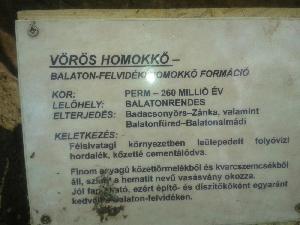 VÖRÖS HOMOKKŐ –
BALATON-FELVIDÉKI HOMOKKŐ FORMÁCIÓ
KOR: PERM – 260 MILLIÓ ÉV
LELŐHELY: BALATONRENDES
ELTERJEDÉS: Badacsonyörs–Zánka, valamint
Balatonfüred–Balatonalmádi
KELETKEZÉS: -
Félsivatagi környezetben leülepedett folyóvízi
hordalék, kőzetté cementálódva.
- Finom anyagú kőzettörmelékből és kvarcszemcsékből
áll, színét a hematit nevű vasásvány okozza.
Jól faragható, ezért építő- és díszítőkőként egyaránt
kedvelt a Balaton-felvidéken.